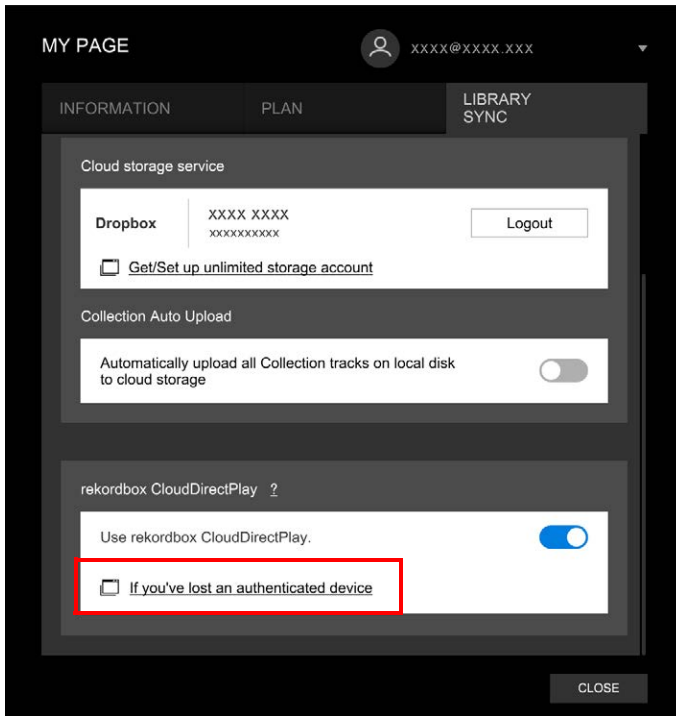 MY PAGE
xxxx@xxxx.xxx
INFORMATION
PLAN
LIBRARY
SYNC
Cloud storage service
Dropbox
XXXX XXXX
xxxxxxxxxx
Logout
Get/Set up unlimited storage account
Collection Auto Upload
Automatically upload all Collection tracks on local disk
to cloud storage
rekordbox CloudDirectPlay ?
Use rekordbox CloudDirectPlay.
If you've lost an authenticated device
CLOSE